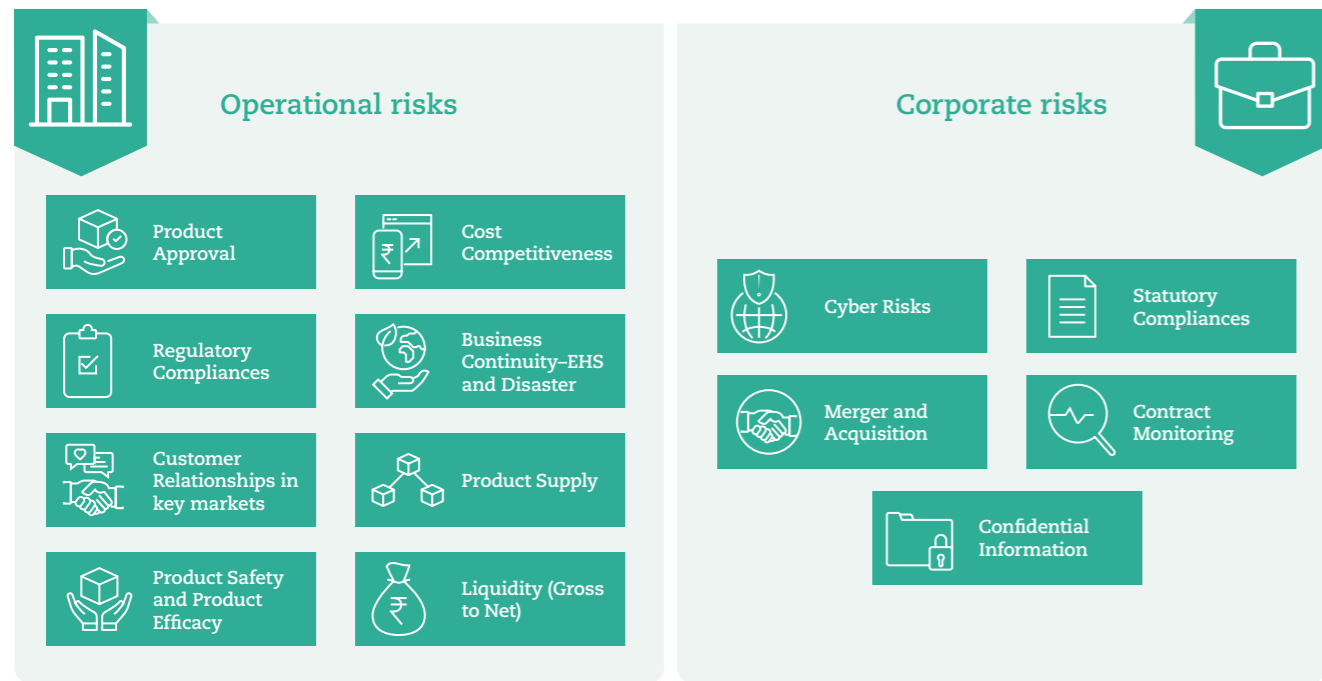 Operational risks
Product
Approval
Cost
Competitiveness
Regulatory
Compliances
Business
Continuity–EHS
and Disaster
Customer
Relationships in
key markets
Product Supply
Product Safety
and Product
Efficacy
Liquidity (Gross
to Net)
Corporate risks
Cyber Risks
Statutory
Compliances
Merger and
Acquisition
Contract
Monitoring
Confidential
Information